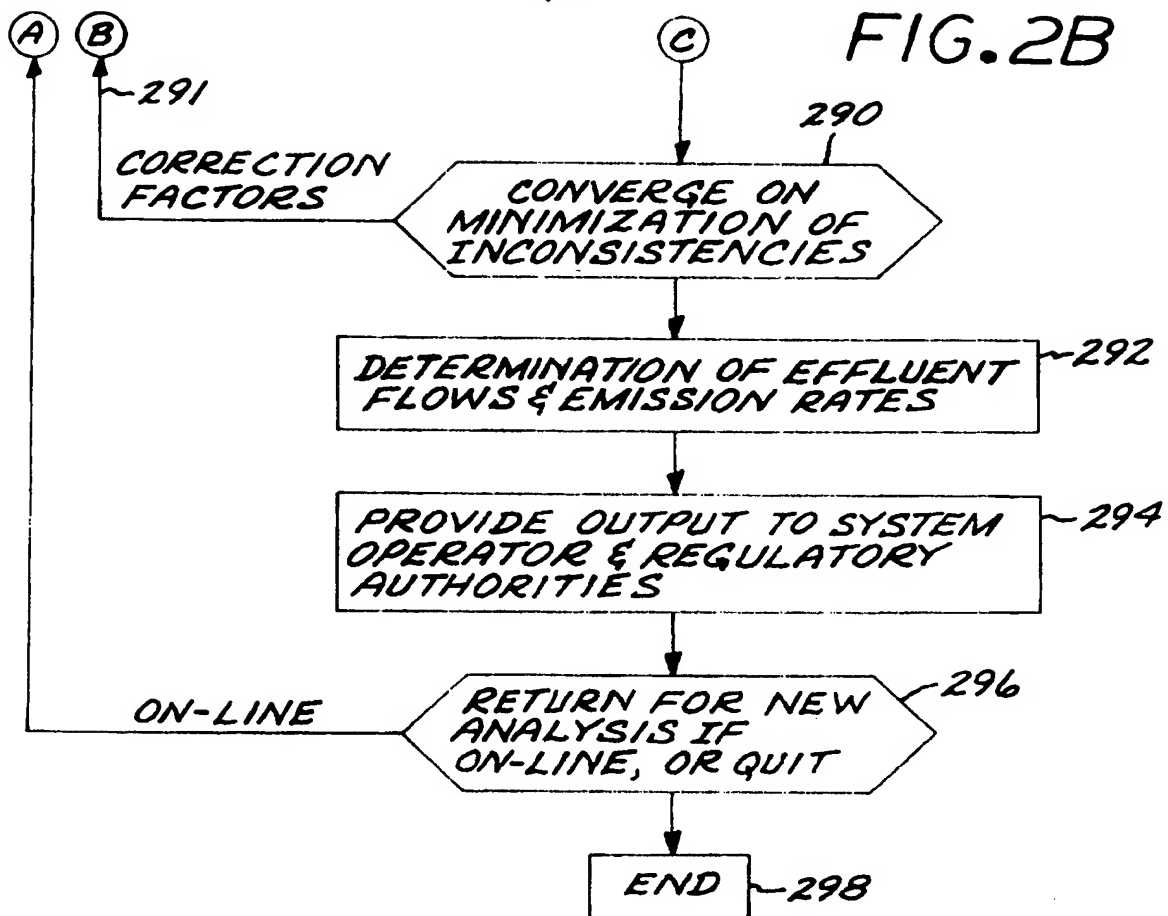 A B C FIG.2B
291
290
CORRECTION
FACTORS
CONVERGE ON
MINIMIZATION OF
INCONSISTENCIES
292
DETERMINATION OF EFFLUENT
FLOWS & EMISSION RATES
294
PROVIDE OUTPUT TO SYSTEM
OPERATOR & REGULATORY
AUTHORITIES
296
ON-LINE
RETURN FOR NEW
ANALYSIS IF
ON-LINE, OR QUIT
END
298